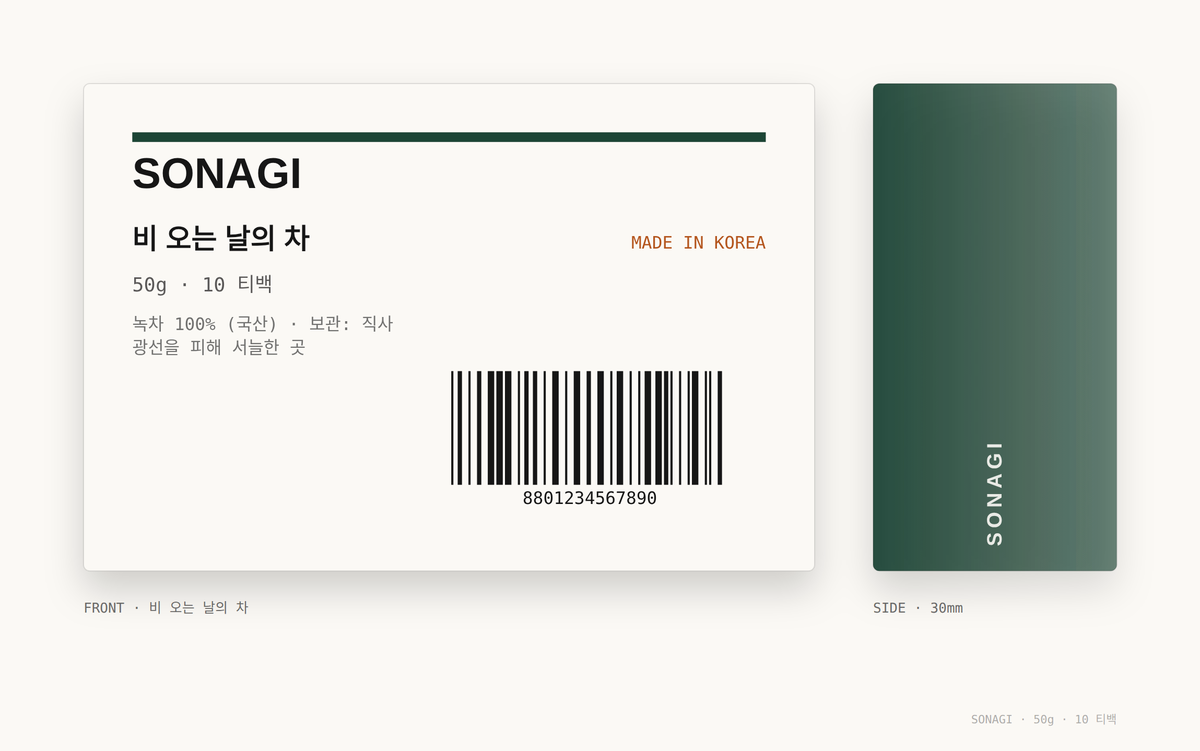 SONAGI
비 오는 날의 차
MADE IN KOREA
50g · 10 티백
녹차 100% (국산) · 보관: 직사
광선을 피해 서늘한 곳
8801234567890
SONAGI
FRONT · 비 오는 날의 차
SIDE · 30mm
SONAGI · 50g · 10 티백